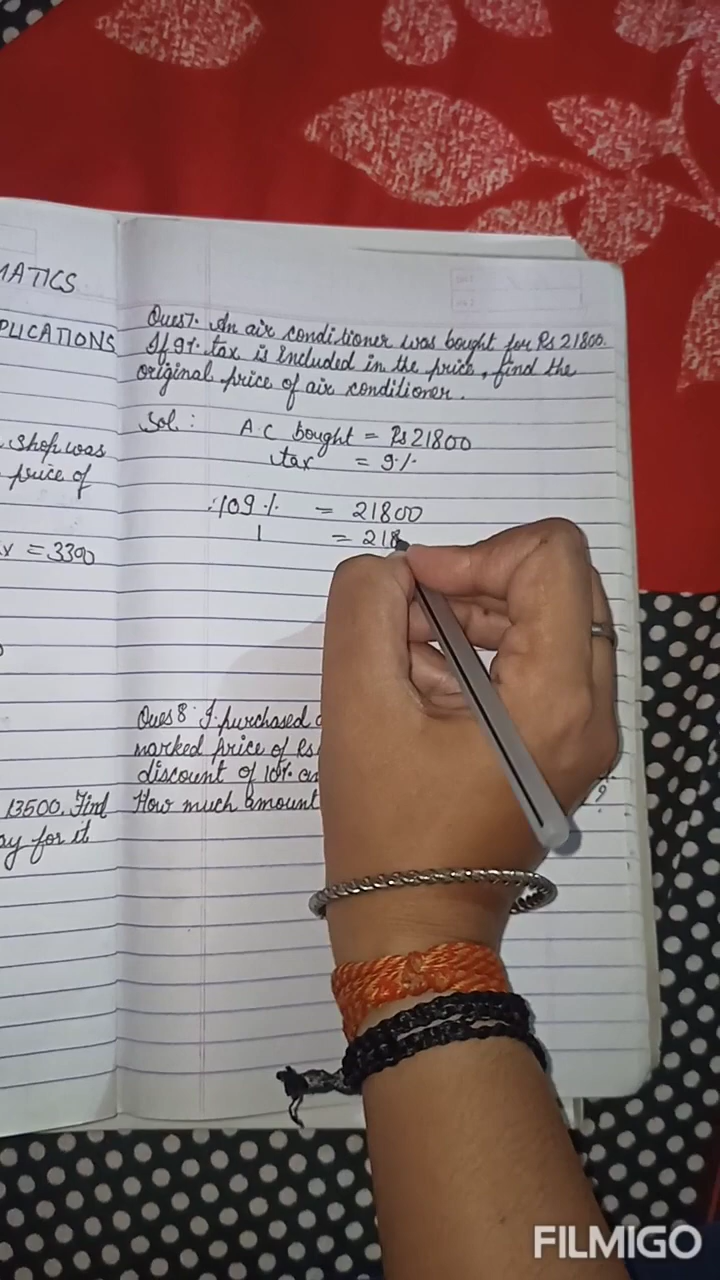 MATICS
PLICATIONS
shop was
price of
= 3390
13500. Find
ay for it
Ques7. An air conditioner was bought for Rs 21800.
If 9% tax is included in the price, find the
original price of air conditioner.
Sol : A.C bought = Rs 21800
tax = 9%
109% = 21800
1 = 218
Ques 8. I purchased
marked price of Rs
discount of 10%
How much amount
?
FILMIGO